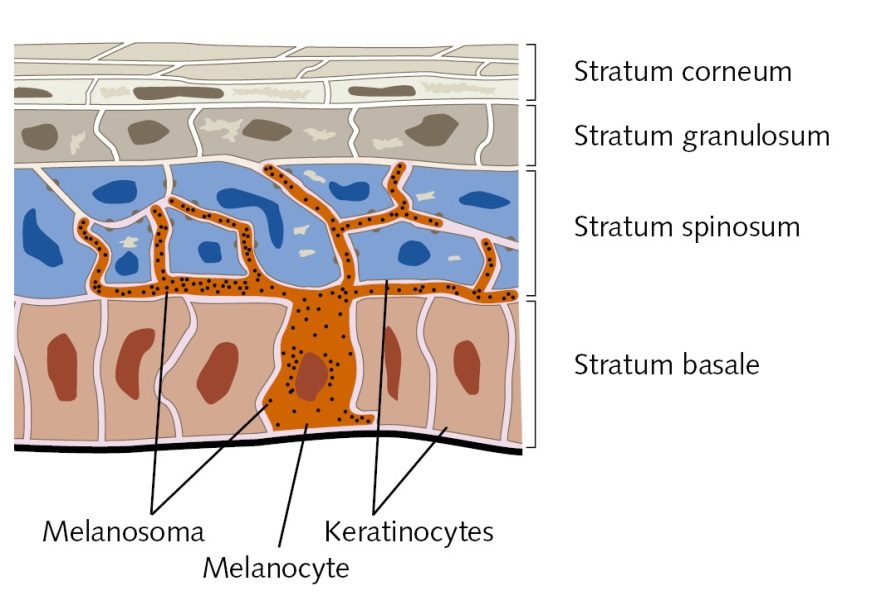 Stratum corneum
Stratum granulosum
Stratum spinosum
Stratum basale
Melanosoma
Keratinocytes
Melanocyte